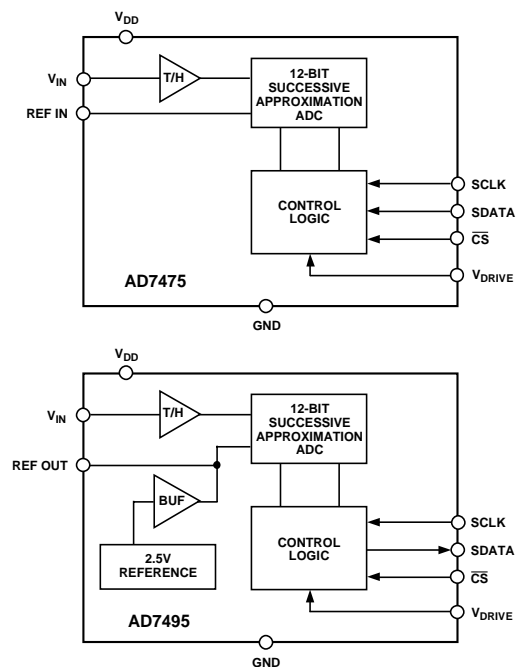 VDD
VIN
T/H
12-BIT
SUCCESSIVE
APPROXIMATION
ADC
REF IN
CONTROL
LOGIC
SCLK
SDATA
CS
VDRIVE
AD7475
GND
VDD
VIN
T/H
12-BIT
SUCCESSIVE
APPROXIMATION
ADC
REF OUT
BUF
2.5V
REFERENCE
CONTROL
LOGIC
SCLK
SDATA
CS
VDRIVE
AD7495
GND